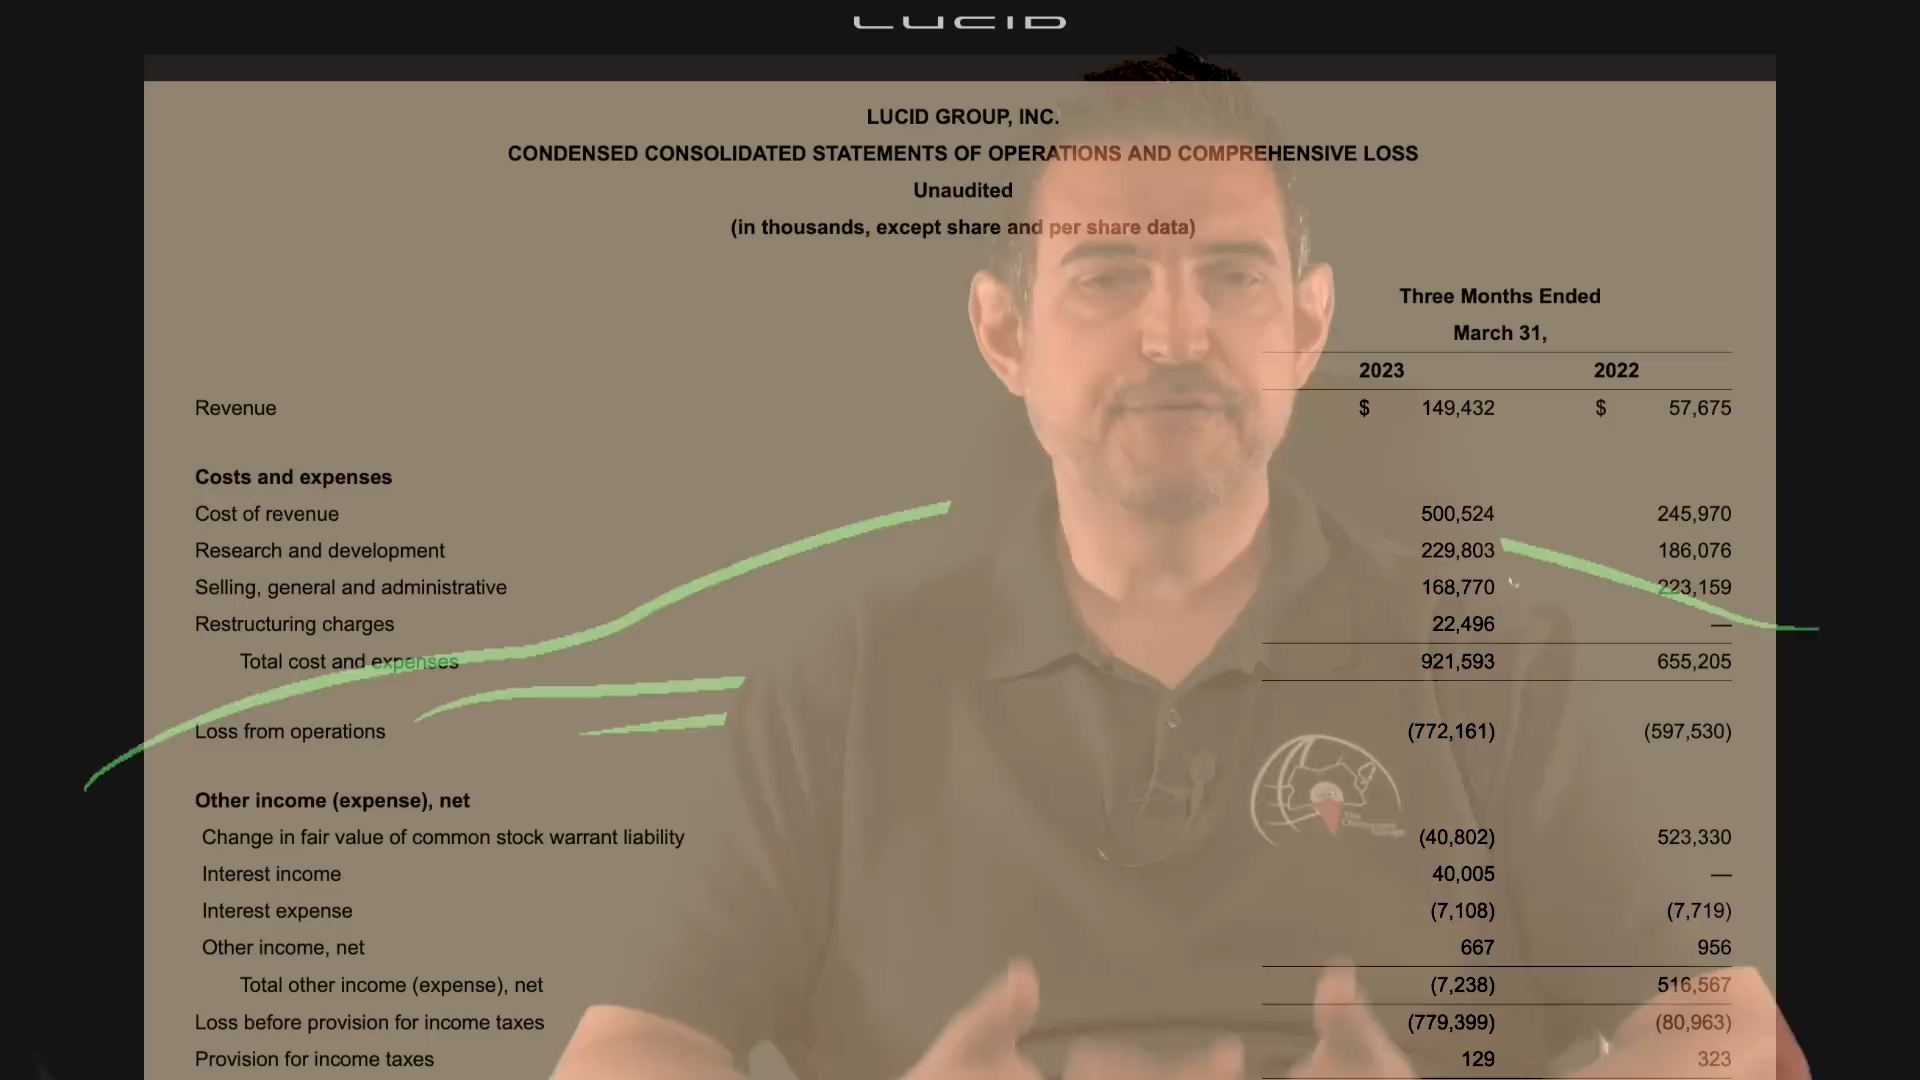 LUCID
LUCID GROUP, INC.
CONDENSED CONSOLIDATED STATEMENTS OF OPERATIONS AND COMPREHENSIVE LOSS
Unaudited
(in thousands, except share and per share data)
Three Months Ended
March 31,
2023 2022
Revenue $ 149,432 $ 57,675
Costs and expenses
Cost of revenue 500,524 245,970
Research and development 229,803 186,076
Selling, general and administrative 168,770 223,159
Restructuring charges 22,496 —
Total cost and expenses 921,593 655,205
Loss from operations (772,161) (597,530)
Other income (expense), net
Change in fair value of common stock warrant liability (40,802) 523,330
Interest income 40,005 —
Interest expense (7,108) (7,719)
Other income, net 667 956
Total other income (expense), net (7,238) 516,567
Loss before provision for income taxes (779,399) (80,963)
Provision for income taxes 129 323